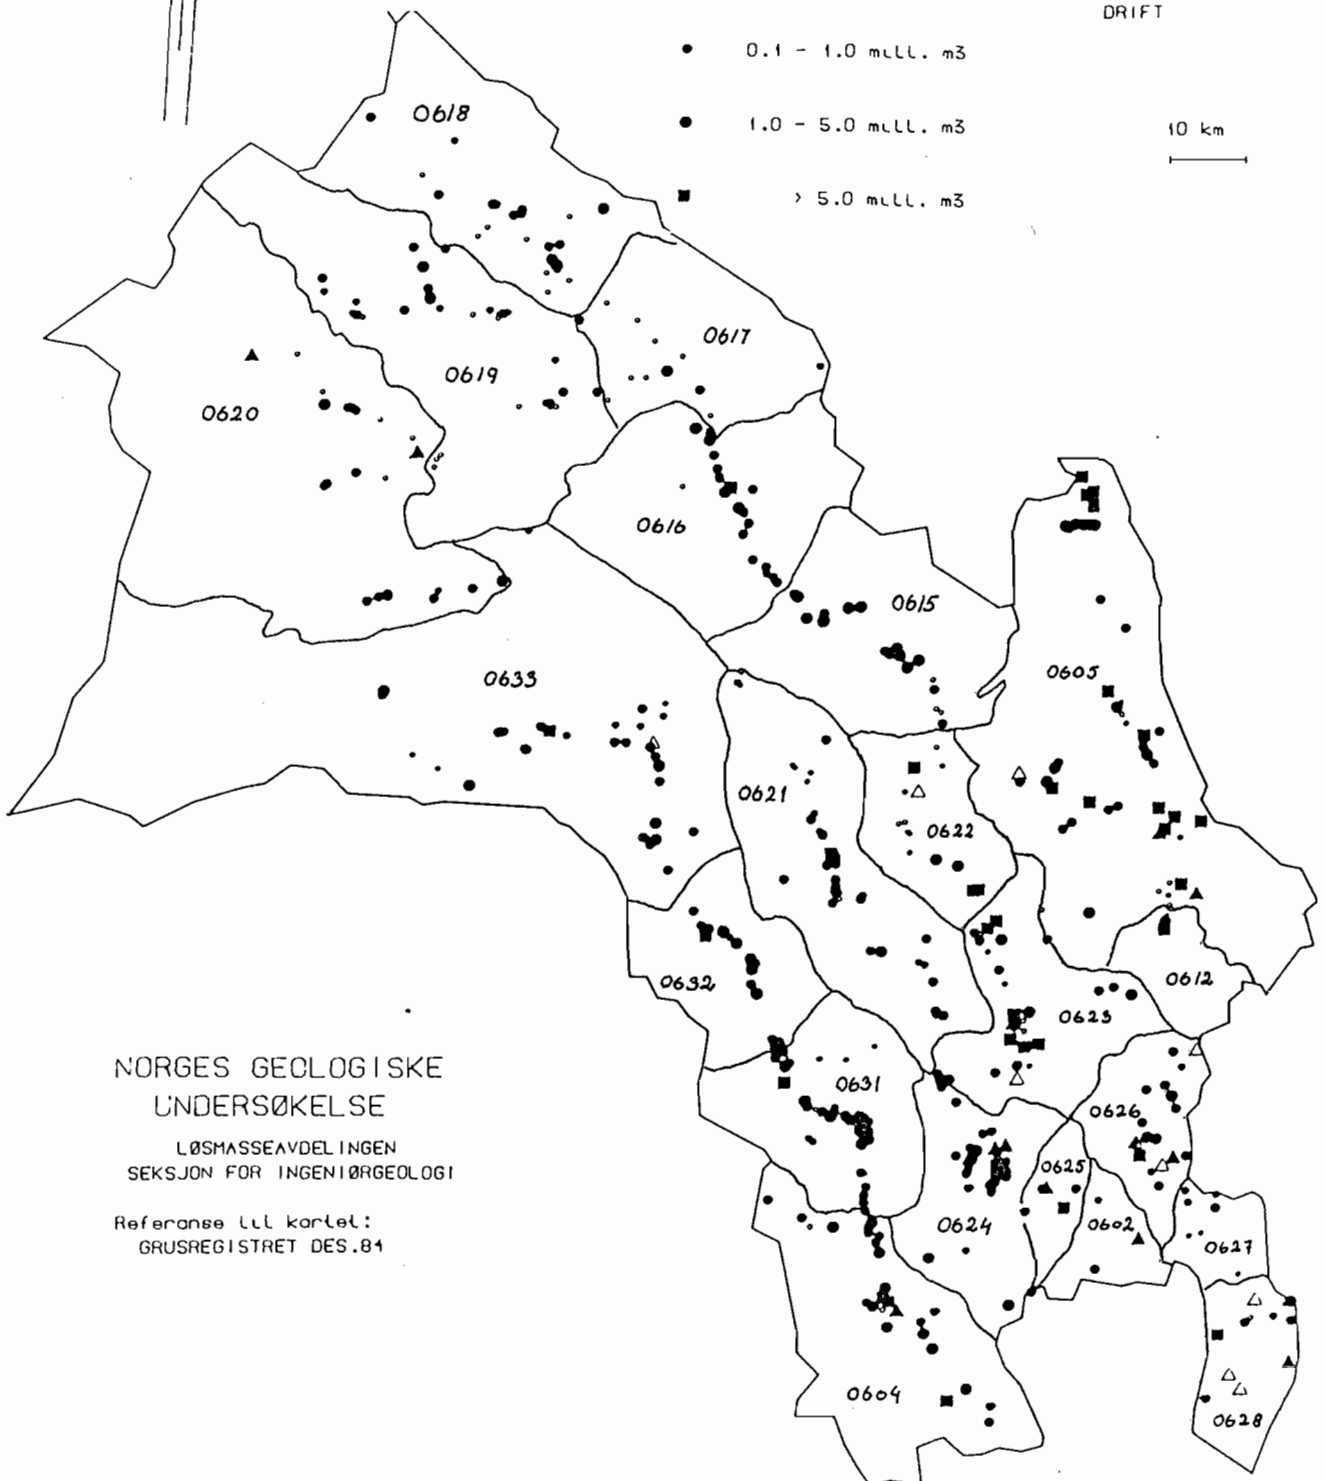 DRIFT
0.1 - 1.0 mill. m3
1.0 - 5.0 mill. m3
10 km
> 5.0 mill. m3
0618
0617
0619
0620
0616
0615
0605
0633
0621
0622
0632
0612
0623
0631
0626
0625
0624
0602
0627
0604
0628
NORGES GEOLOGISKE
UNDERSØKELSE
LØSMASSEAVDELINGEN
SEKSJON FOR INGENIØRGEOLOGI
Referanse til kartet:
GRUSREGISTRET DES.84